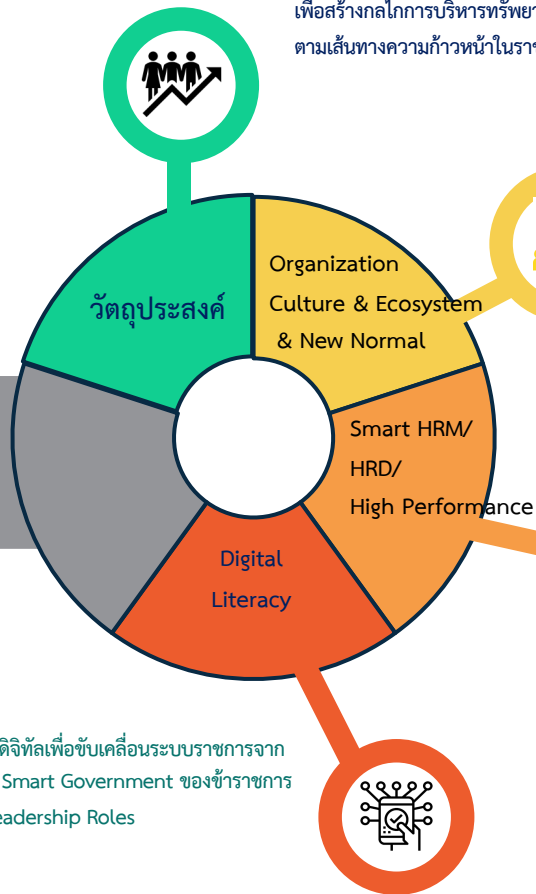 เพื่อสร้างกลไกการบริหารทรัพยา
ตามเส้นทางความก้าวหน้าในราช
วัตถุประสงค์
Organization
Culture & Ecosystem
& New Normal
Smart HRM/
HRD/
High Performance
Digital
Literacy
ดิจิทัลเพื่อขับเคลื่อนระบบราชการจาก
Smart Government ของข้าราชการ
eadership Roles